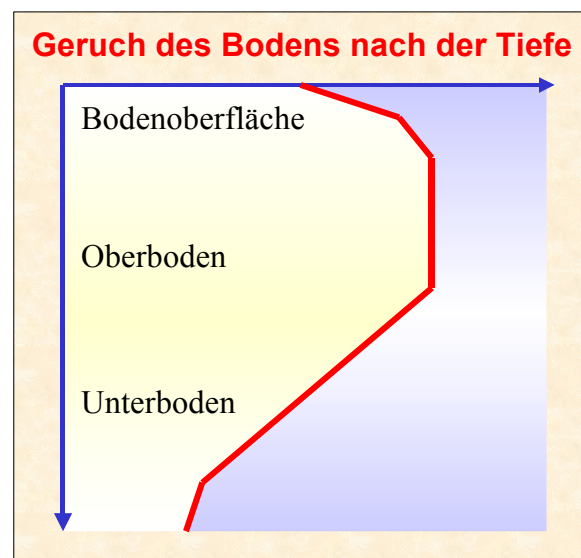 Geruch des Bodens nach der Tiefe
Bodenoberfläche
Oberboden
Unterboden